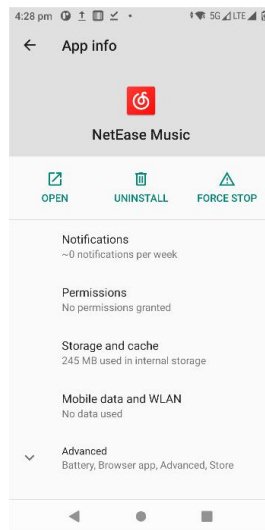 4:28 pm
5G LTE
App info
NetEase Music
OPEN
UNINSTALL
FORCE STOP
Notifications
~0 notifications per week
Permissions
No permissions granted
Storage and cache
245 MB used in internal storage
Mobile data and WLAN
No data used
Advanced
Battery, Browser app, Advanced, Store